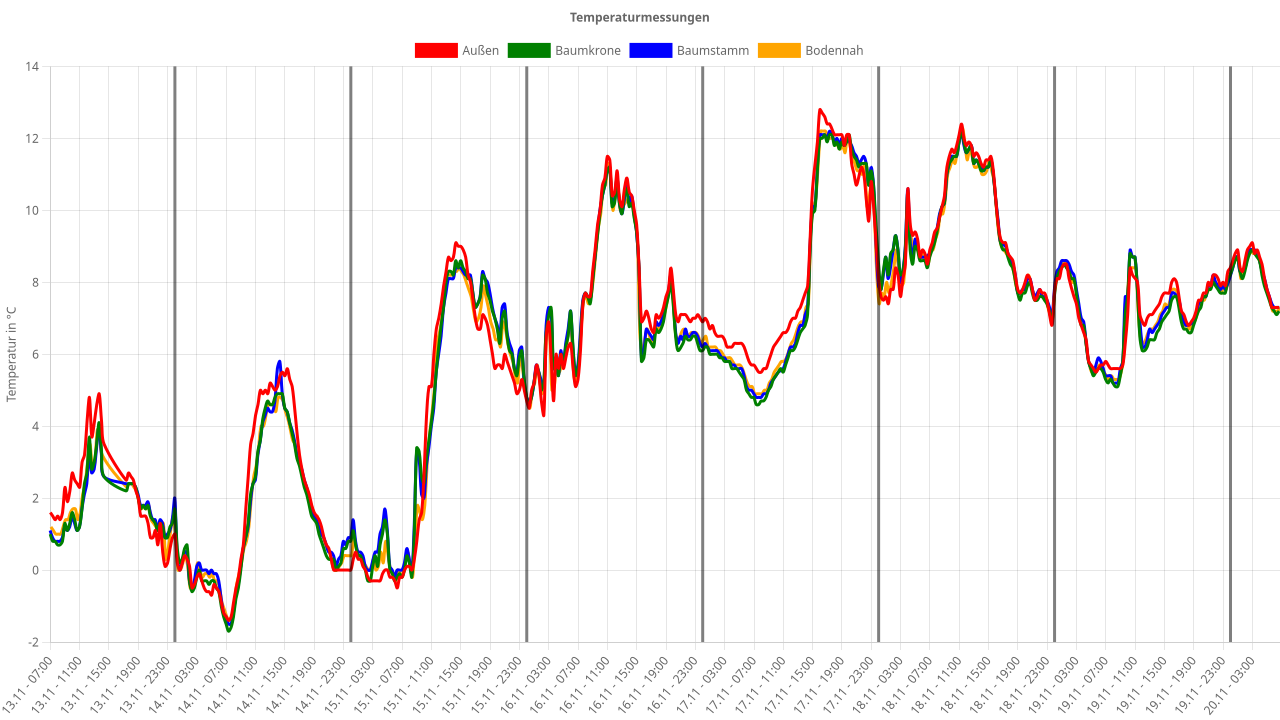 Temperaturmessungen
Außen Baumkrone Baumstamm Bodennah
Temperatur in °C
14
12
10
8
6
4
2
0
-2
13.11 - 07:00
13.11 - 11:00
13.11 - 15:00
13.11 - 19:00
13.11 - 23:00
14.11 - 03:00
14.11 - 07:00
14.11 - 11:00
14.11 - 15:00
14.11 - 19:00
14.11 - 23:00
15.11 - 03:00
15.11 - 07:00
15.11 - 11:00
15.11 - 15:00
15.11 - 19:00
15.11 - 23:00
16.11 - 03:00
16.11 - 07:00
16.11 - 11:00
16.11 - 15:00
16.11 - 19:00
16.11 - 23:00
17.11 - 03:00
17.11 - 07:00
17.11 - 11:00
17.11 - 15:00
17.11 - 19:00
17.11 - 23:00
18.11 - 03:00
18.11 - 07:00
18.11 - 11:00
18.11 - 15:00
18.11 - 19:00
18.11 - 23:00
19.11 - 03:00
19.11 - 07:00
19.11 - 11:00
19.11 - 15:00
19.11 - 19:00
19.11 - 23:00
20.11 - 03:00